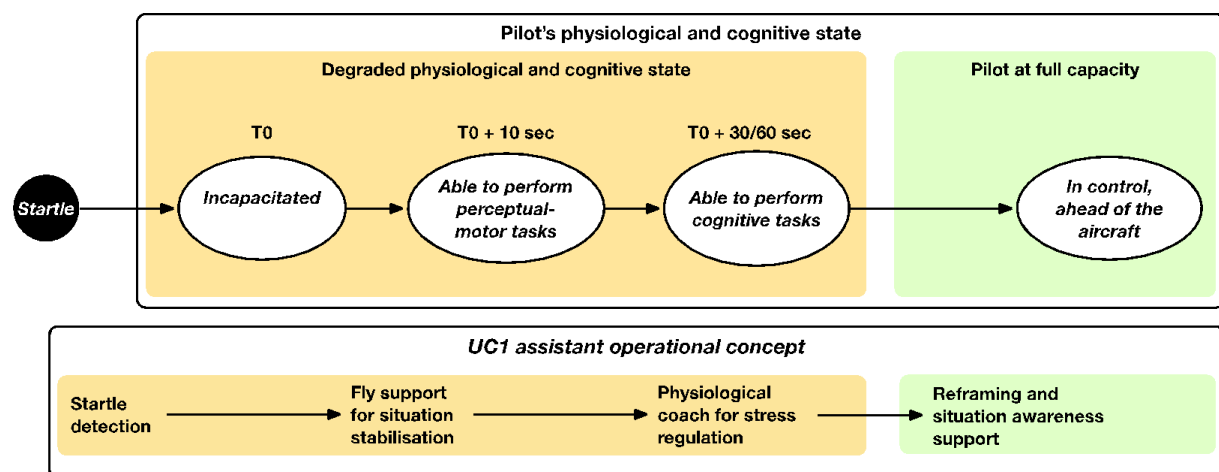 Pilot's physiological and cognitive state
Degraded physiological and cognitive state
Pilot at full capacity
T0
T0 + 10 sec
T0 + 30/60 sec
Startle
Incapacitated
Able to perform
perceptual-
motor tasks
Able to perform
cognitive tasks
In control,
ahead of the
aircraft
UC1 assistant operational concept
Startle
detection
Fly support
for situation
stabilisation
Physiological
coach for stress
regulation
Reframing and
situation awareness
support